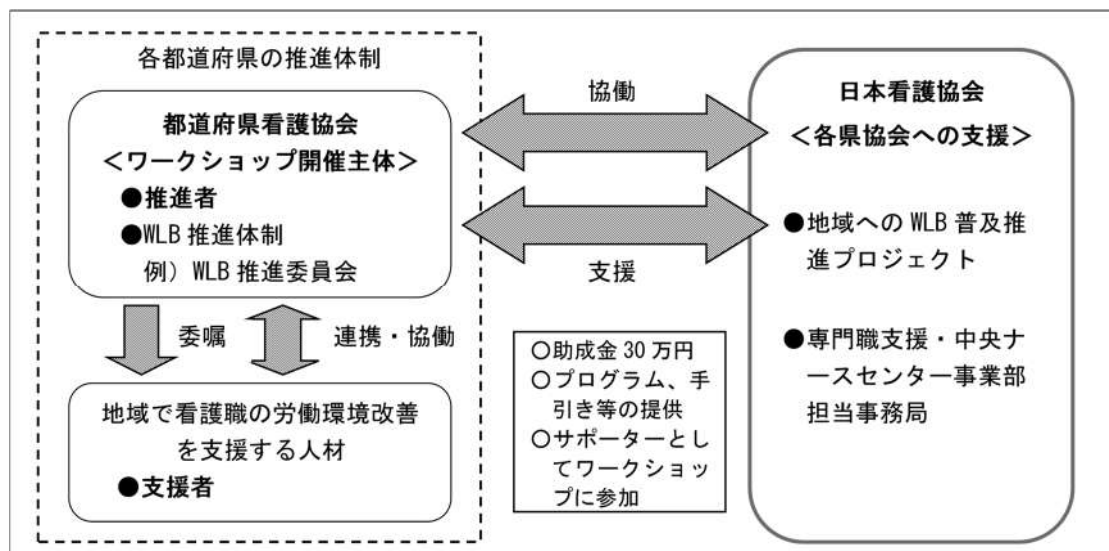 各都道府県の推進体制
都道府県看護協会
＜ワークショップ開催主体＞
●推進者
●WLB 推進体制
例）WLB 推進委員会
委嘱
連携・協働
地域で看護職の労働環境改善
を支援する人材
●支援者
協働
支援
○助成金 30 万円
○プログラム、手
引き等の提供
○サポーターとし
てワークショッ
プに参加
日本看護協会
＜各県協会への支援＞
●地域への WLB 普及推
進プロジェクト
●専門職支援・中央ナ
ースセンター事業部
担当事務局